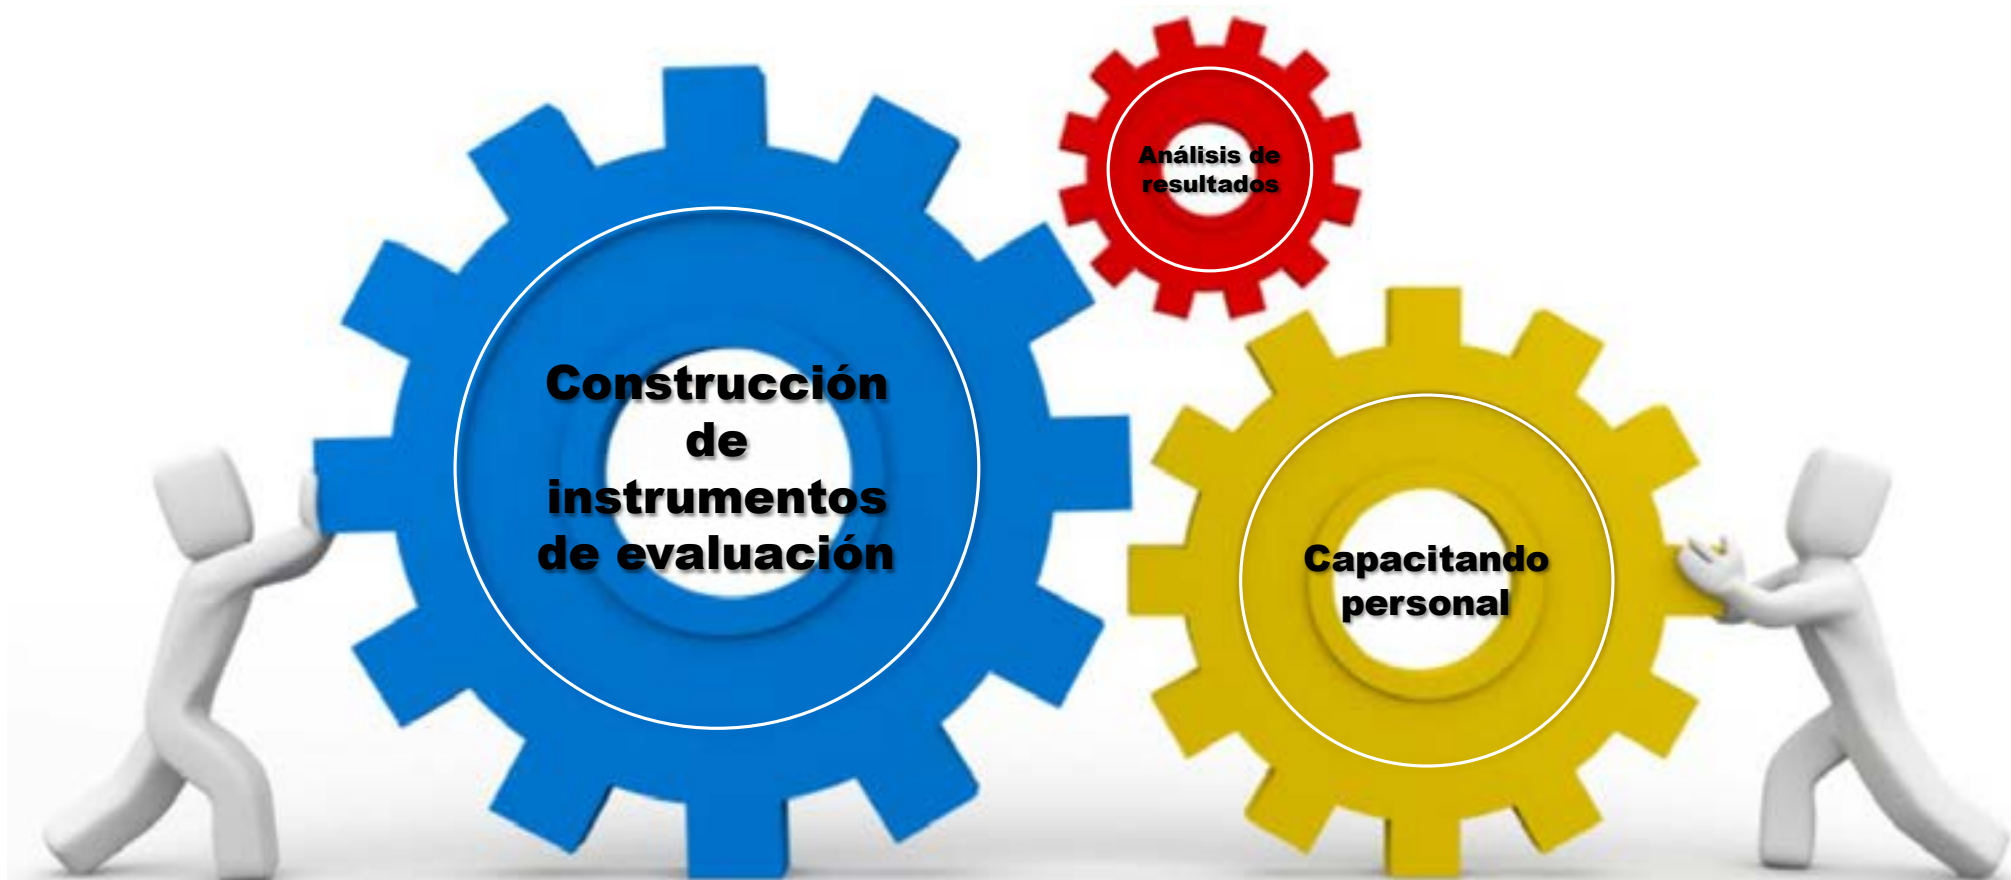 Análisis de
resultados
Construcción
de
instrumentos
de evaluación
Capacitando
personal